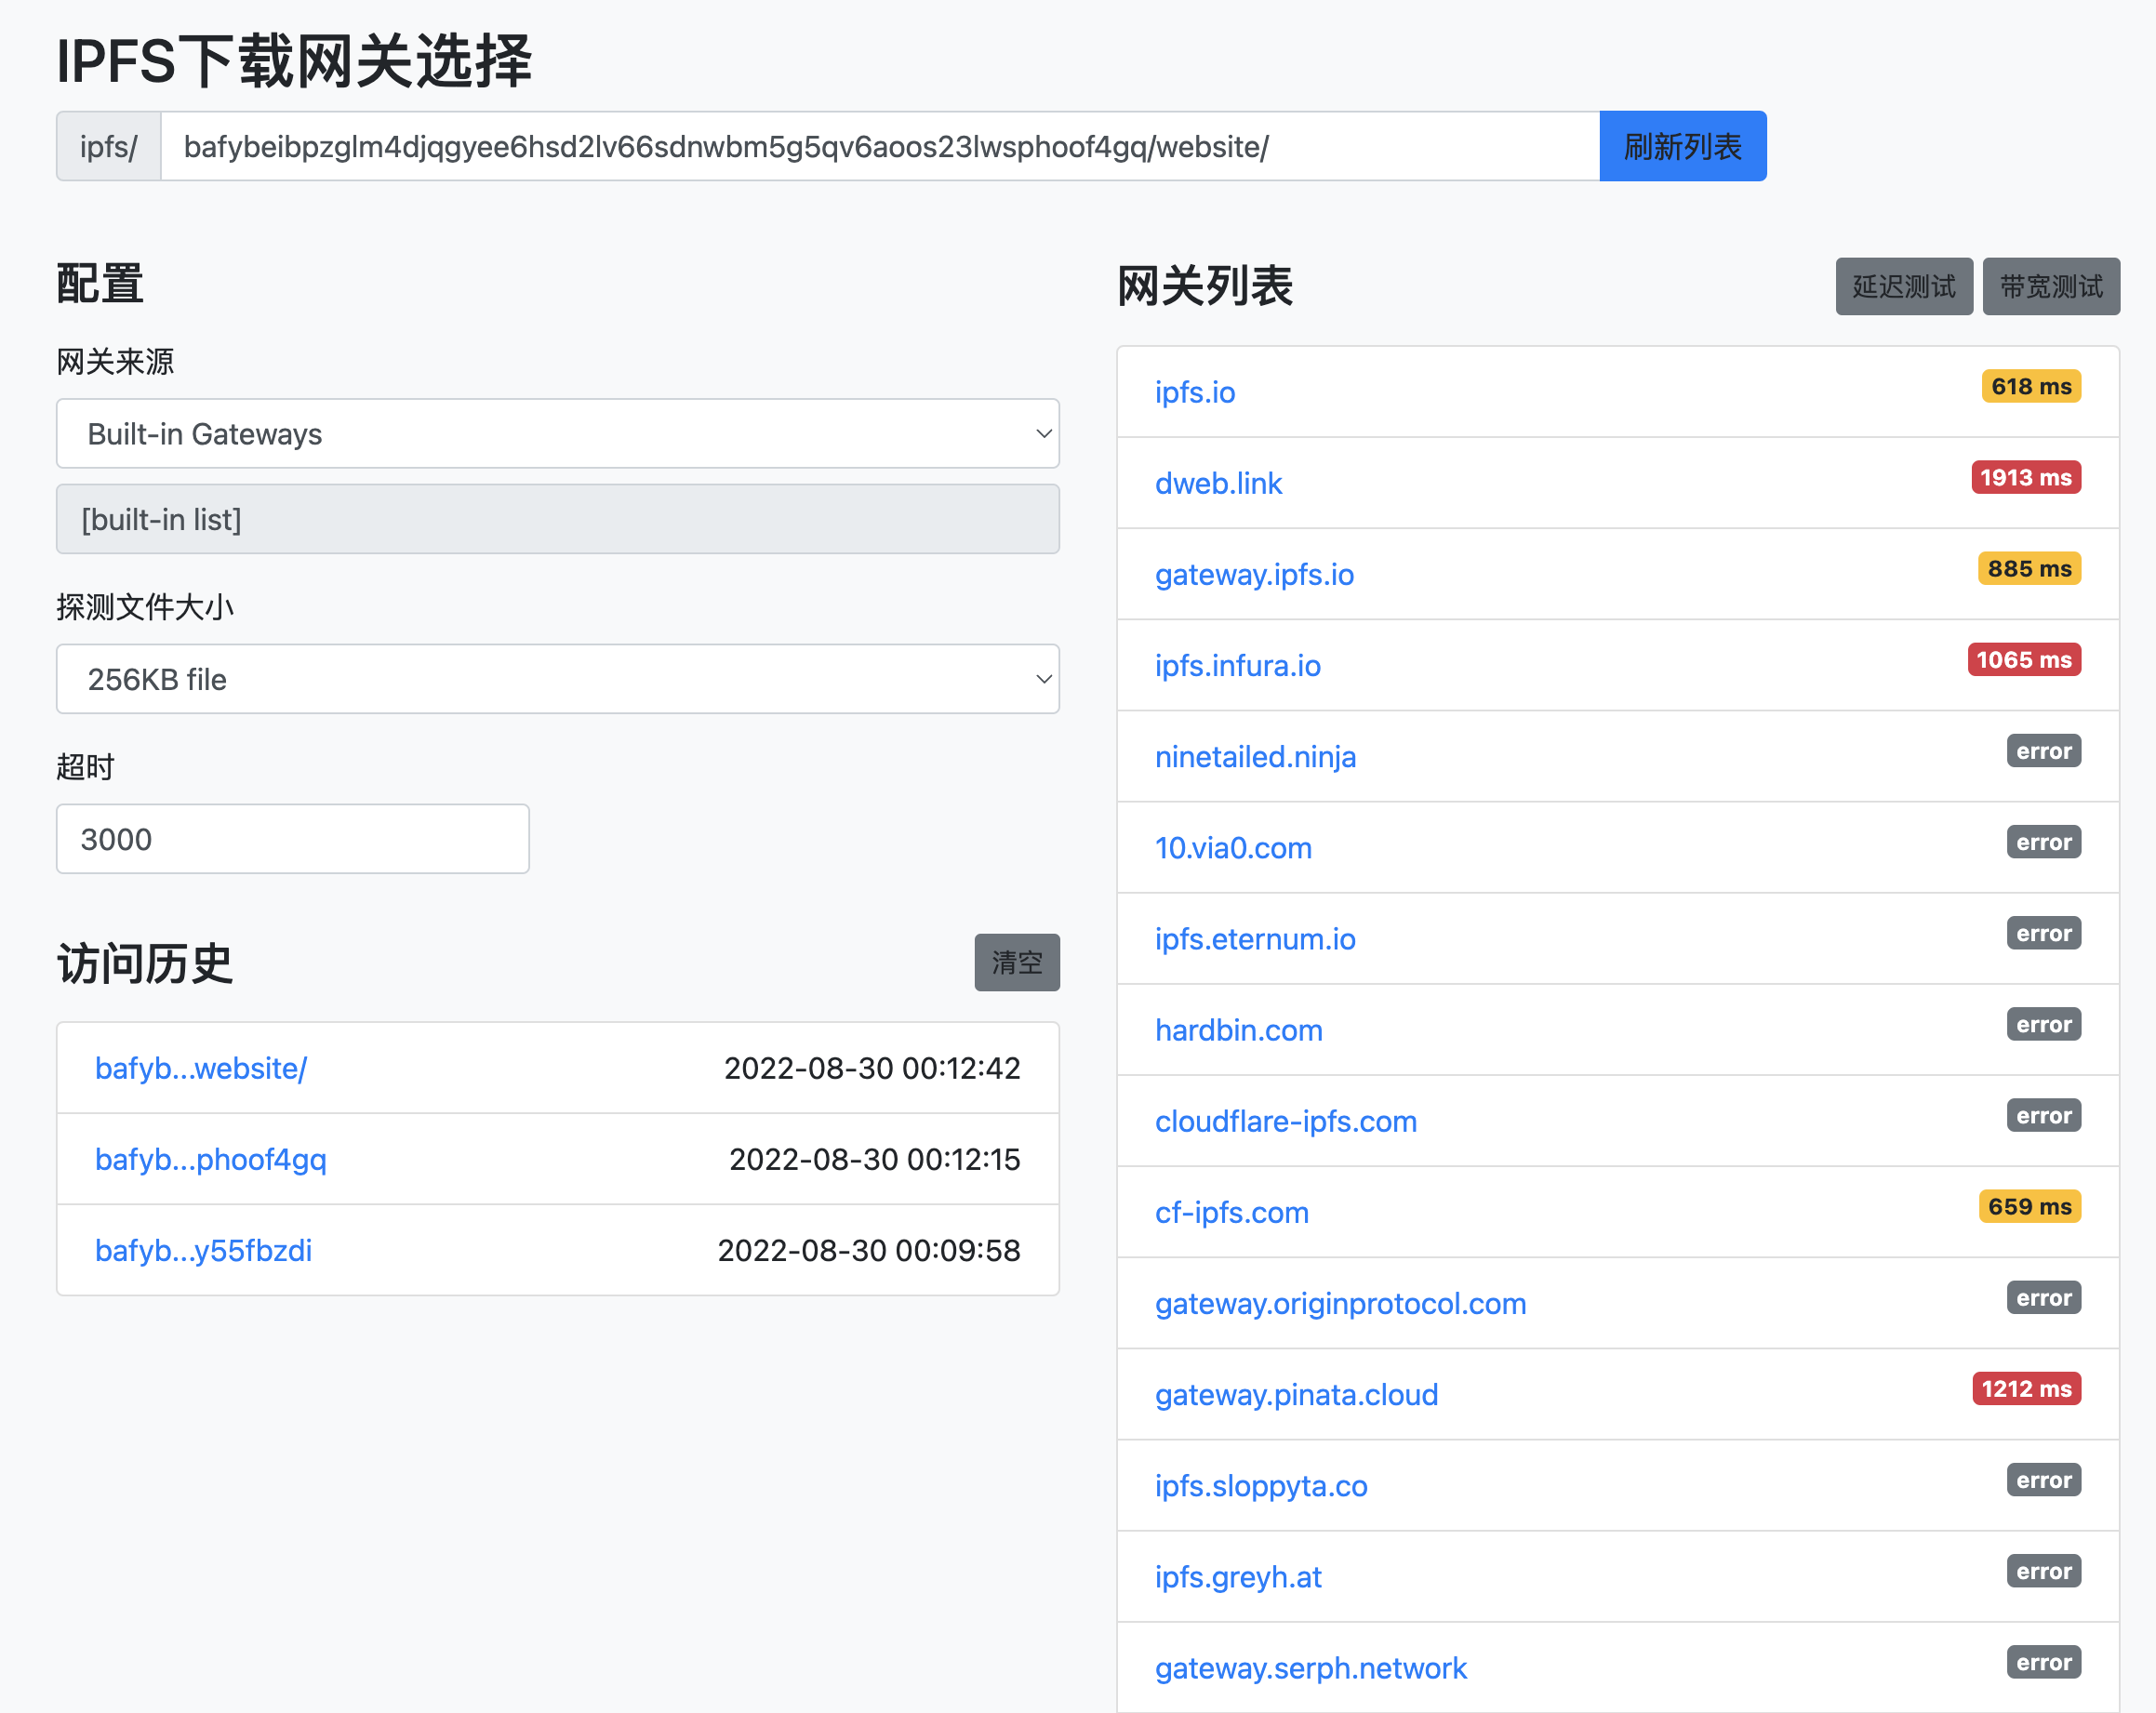 IPFS下载网关选择
ipfs/ bafybeibpzglm4djqgyee6hsd2lv66sdnwbm5g5qv6aoos23lwsphoof4gq/website/ 刷新列表
配置
网关来源
Built-in Gateways
[built-in list]
探测文件大小
256KB file
超时
3000
访问历史 清空
bafyb...website/ 2022-08-30 00:12:42
bafyb...phoof4gq 2022-08-30 00:12:15
bafyb...y55fbzdi 2022-08-30 00:09:58
网关列表 延迟测试 带宽测试
ipfs.io 618 ms
dweb.link 1913 ms
gateway.ipfs.io 885 ms
ipfs.infura.io 1065 ms
ninetailed.ninja error
10.via0.com error
ipfs.eternum.io error
hardbin.com error
cloudflare-ipfs.com error
cf-ipfs.com 659 ms
gateway.originprotocol.com error
gateway.pinata.cloud 1212 ms
ipfs.sloppyta.co error
ipfs.greyh.at error
gateway.serph.network error